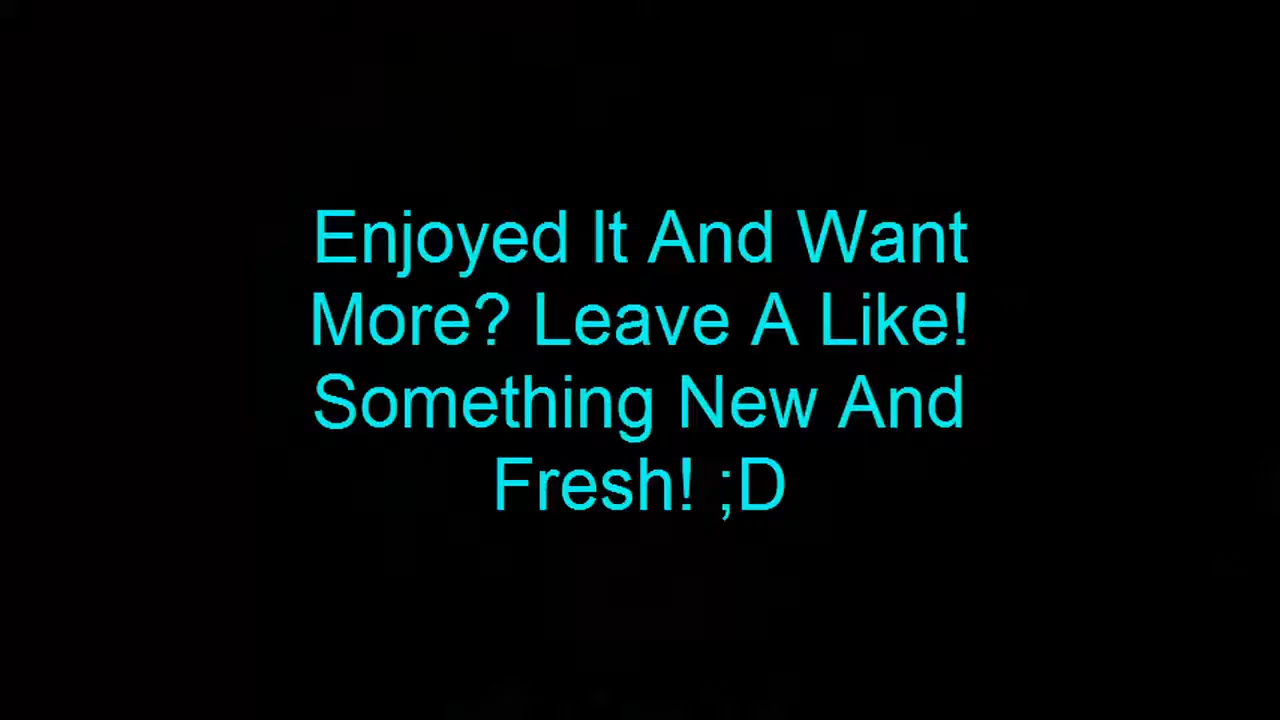 Enjoyed It And Want
More? Leave A Like!
Something New And
Fresh! ;D